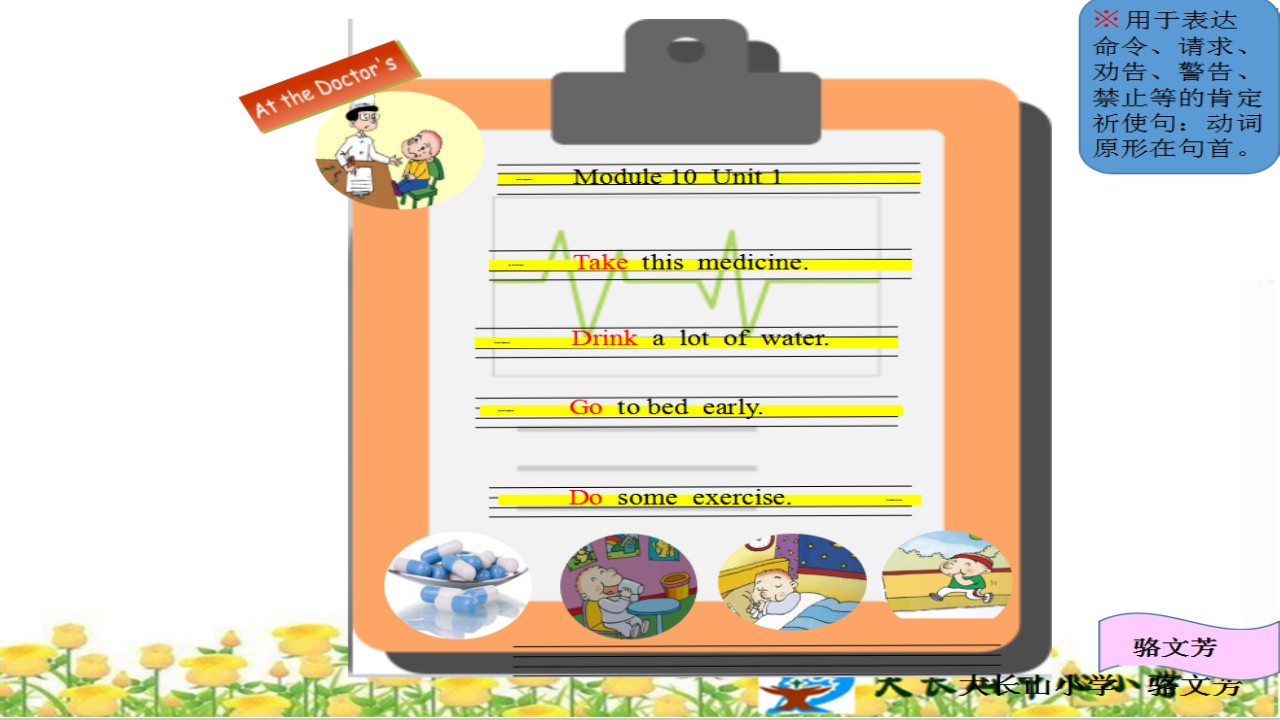 ※用于表达
命令、请求、
劝告、警告、
禁止等的肯定
祈使句：动词
原形在句首。
At the Doctor's
Module 10 Unit 1
Take this medicine.
Drink a lot of water.
Go to bed early.
Do some exercise.
骆文芳
大长山小学 骆文芳